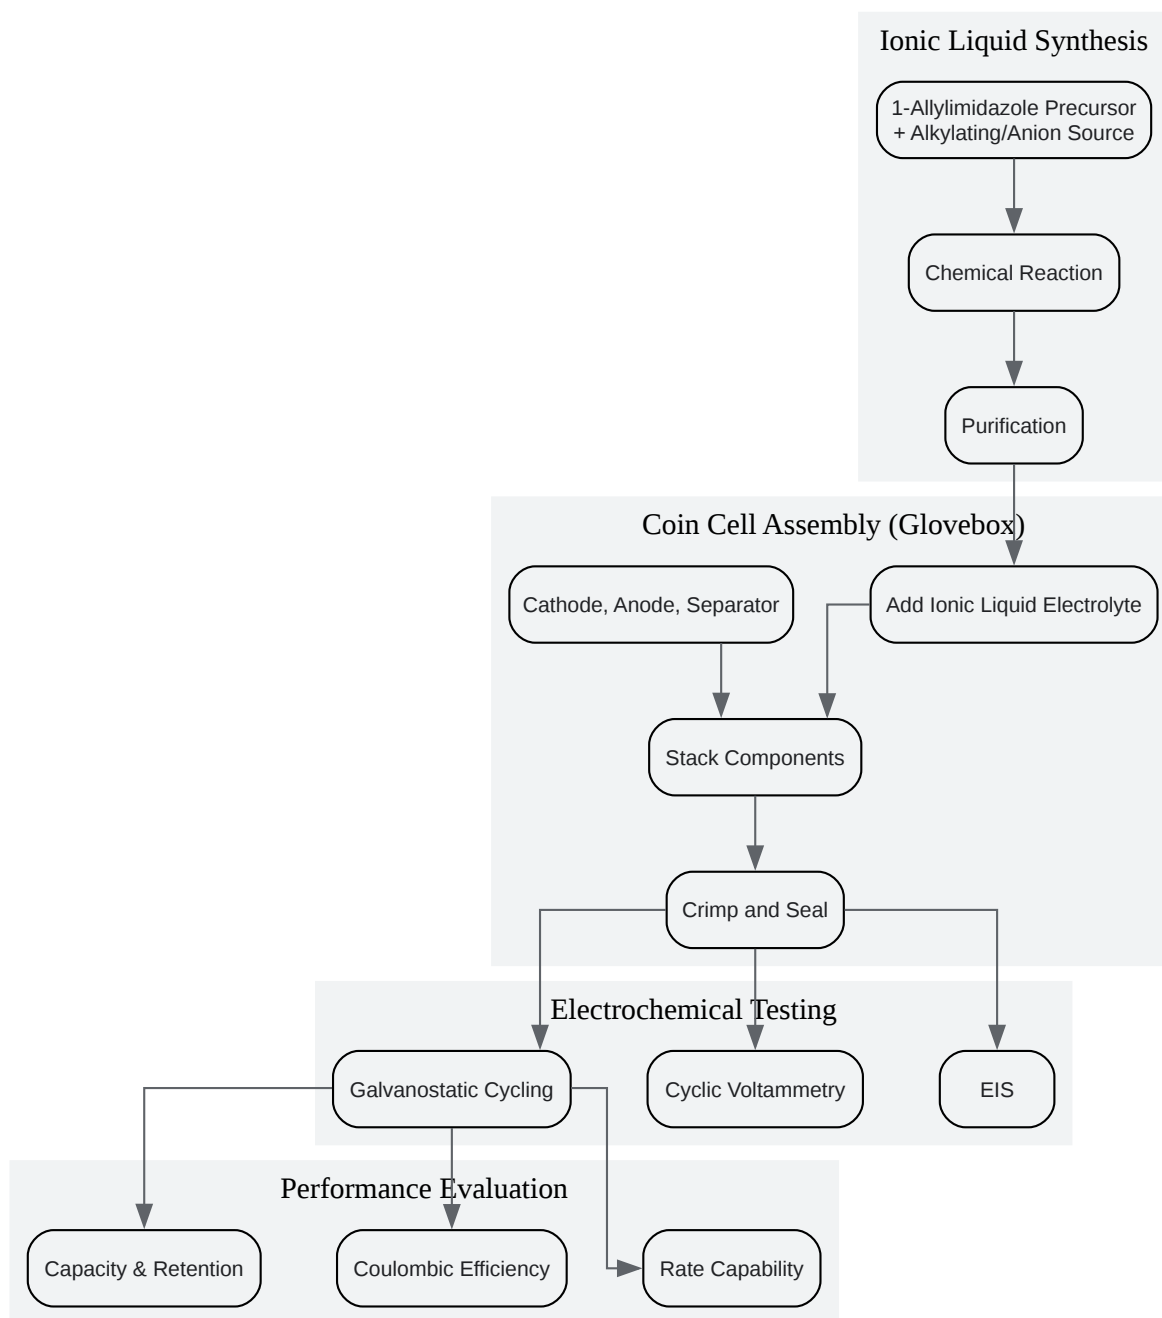 Ionic Liquid Synthesis
1-Allylimidazole Precursor
+ Alkylating/Anion Source
Chemical Reaction
Purification
Coin Cell Assembly (Glovebox)
Cathode, Anode, Separator
Add Ionic Liquid Electrolyte
Stack Components
Crimp and Seal
Electrochemical Testing
Galvanostatic Cycling
Cyclic Voltammetry
EIS
Performance Evaluation
Capacity & Retention
Coulombic Efficiency
Rate Capability